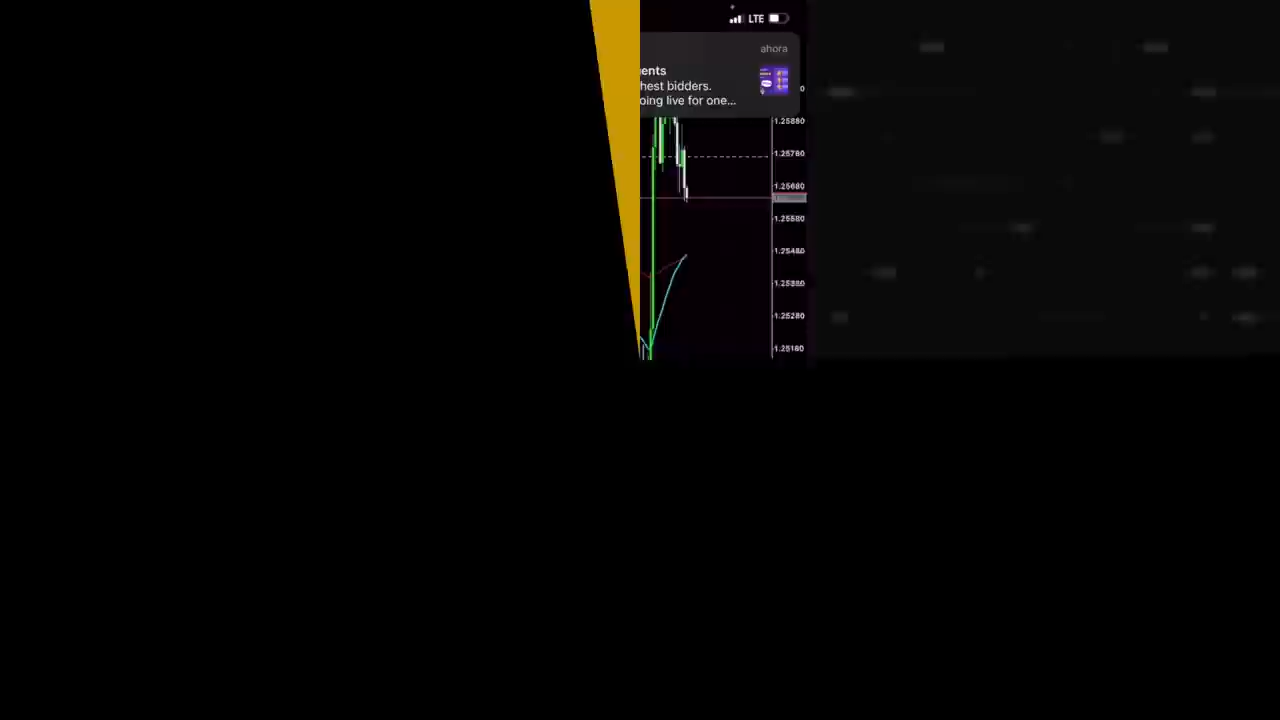 LTE
ahora
ents
hest bidders.
oing live for one...
1.25880
1.25780
1.25680
1.25580
1.25480
1.25380
1.25280
1.25180